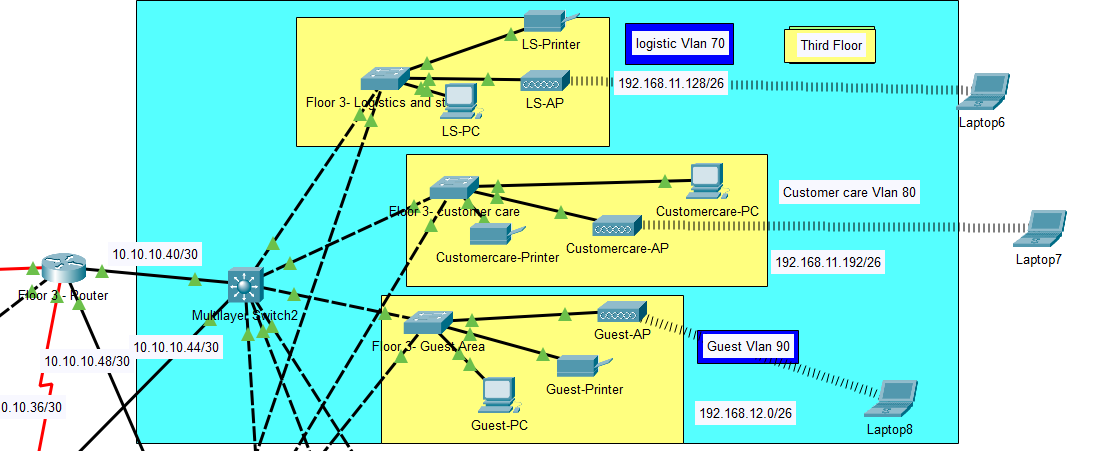 LS-Printer
logistic Vlan 70
Third Floor
192.168.11.128/26
Floor 3- Logistics and st
LS-AP
LS-PC
Laptop6
Customer care Vlan 80
Floor 3- customer care
Customercare-PC
Customercare-AP
Customercare-Printer
Laptop7
10.10.10.40/30
192.168.11.192/26
Floor 3 - Router
Multilayer Switch2
Guest-AP
Floor 3- Guest Area
Guest Vlan 90
10.10.10.44/30
10.10.10.48/30
Guest-Printer
0.10.36/30
192.168.12.0/26
Guest-PC
Laptop8